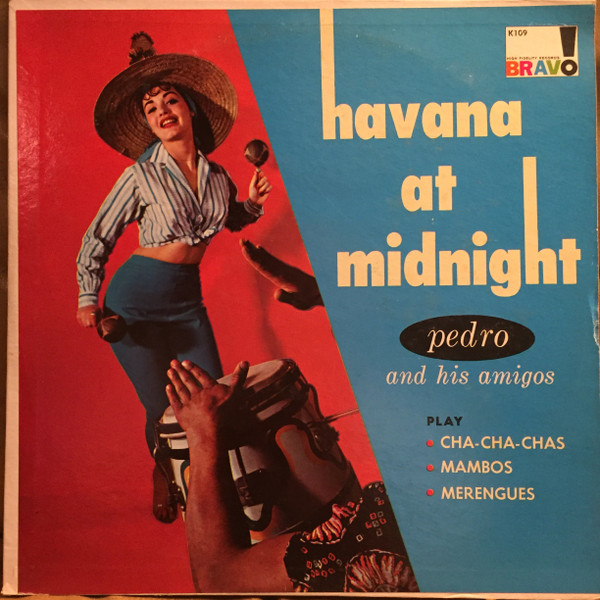 K109
HIGH FIDELITY RECORDS
BRAVO!
havana
at
midnight
pedro
and his amigos
PLAY
• CHA-CHA-CHAS
• MAMBOS
• MERENGUES